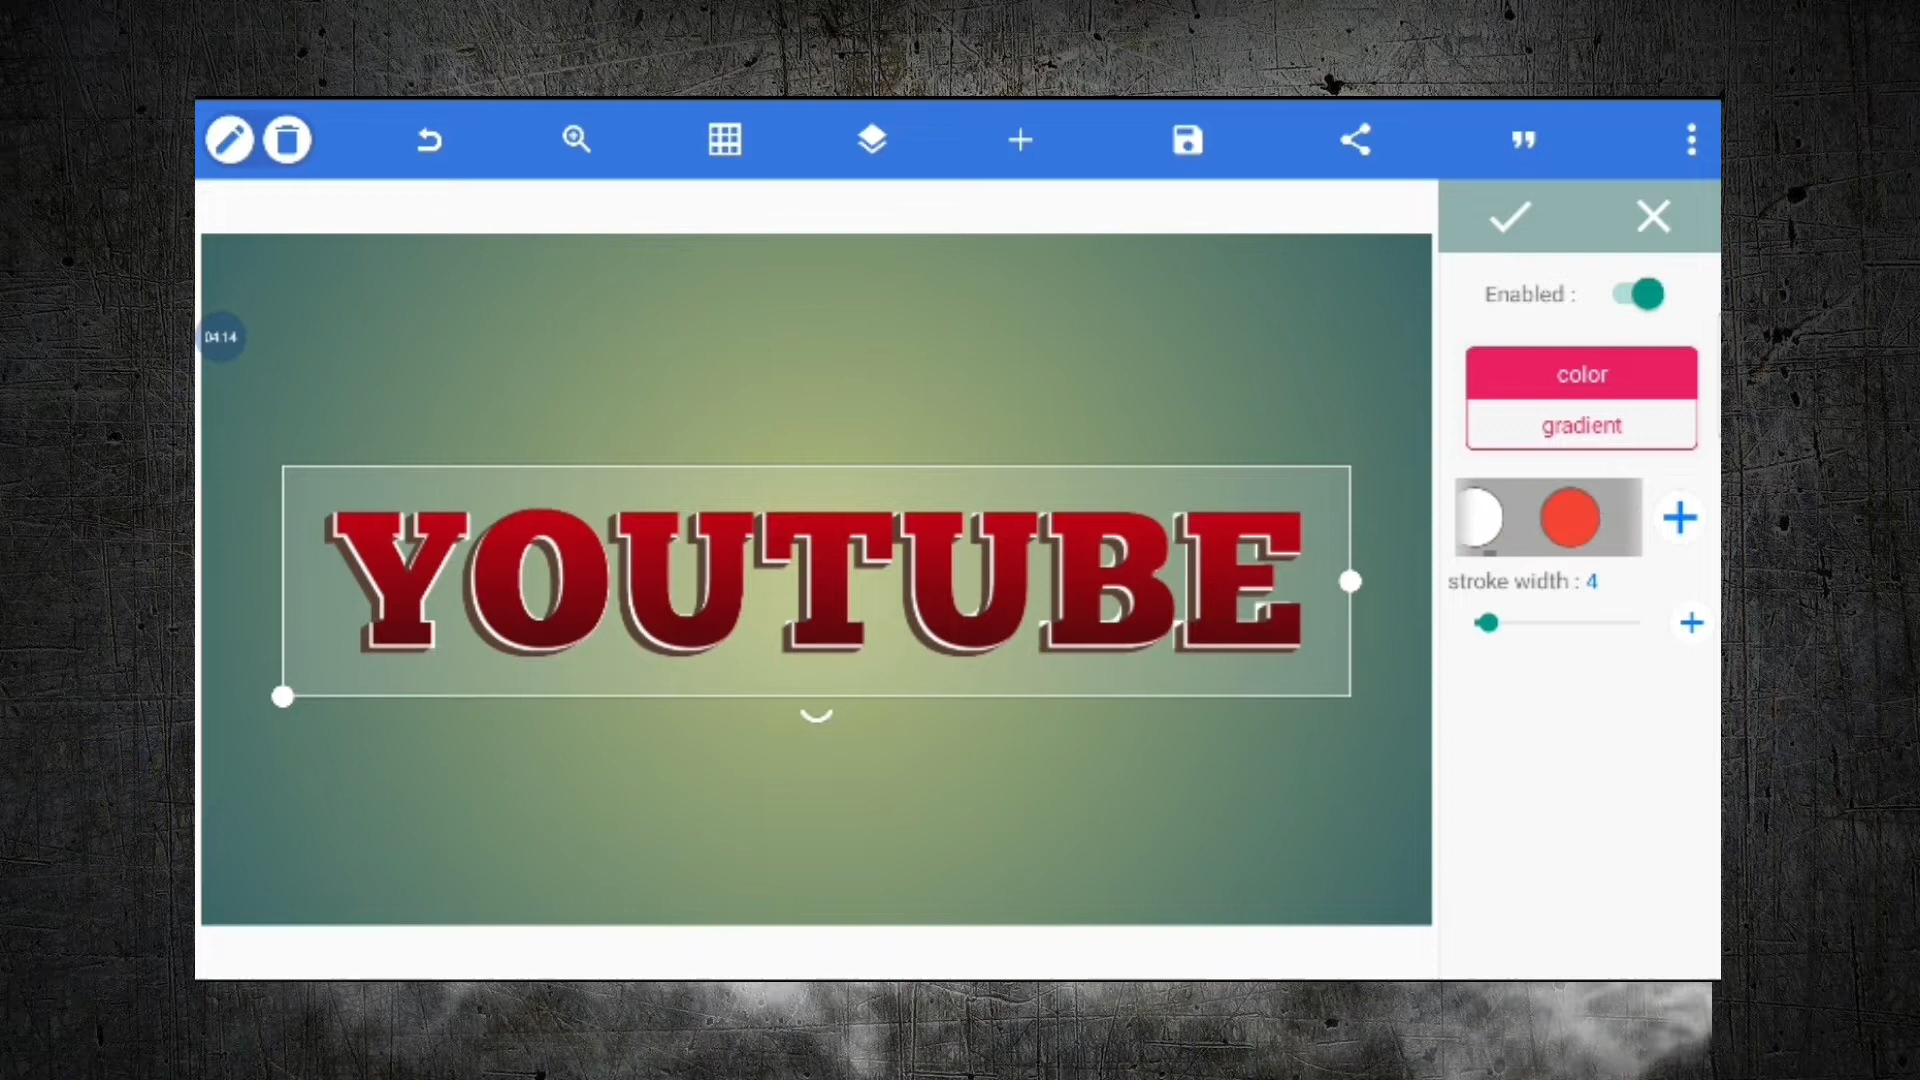 Enabled :
color
gradient
04:14
YOUTUBE
stroke width : 4